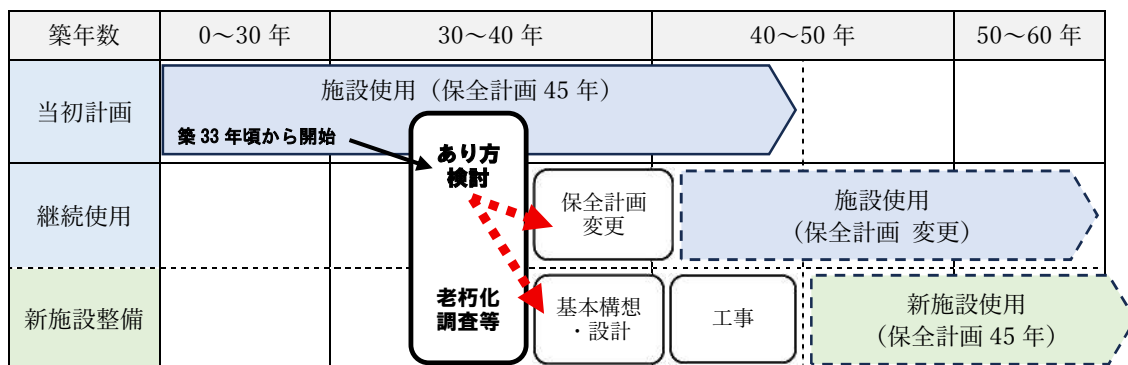 築年数
0～30 年
30～40 年
40～50 年
50～60 年
当初計画
施設使用（保全計画 45 年）
築 33 年頃から開始
あり方
検討
老朽化
調査等
継続使用
保全計画
変更
施設使用
（保全計画 変更）
新施設整備
基本構想
・設計
工事
新施設使用
（保全計画 45 年）